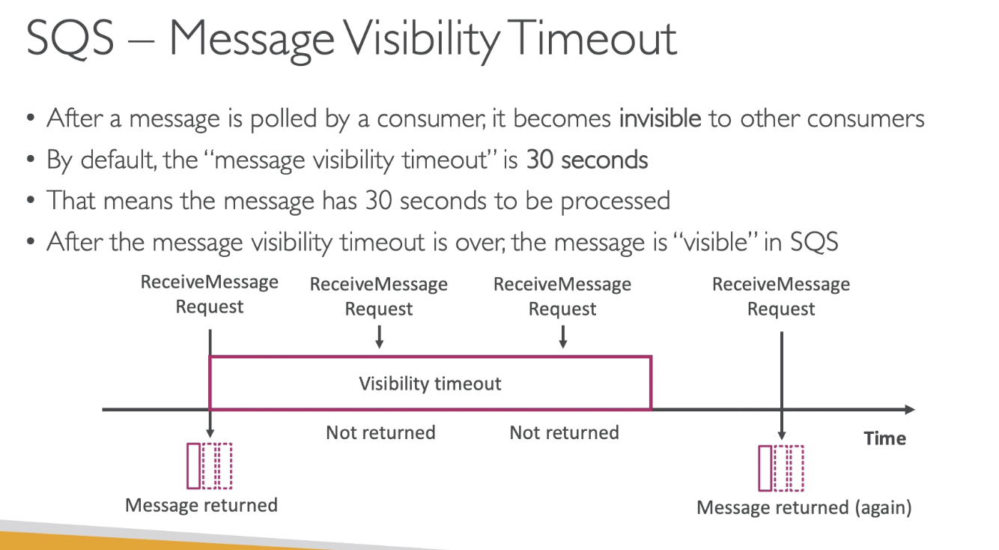 SQS – Message Visibility Timeout
• After a message is polled by a consumer, it becomes invisible to other consumers
• By default, the “message visibility timeout” is 30 seconds
• That means the message has 30 seconds to be processed
• After the message visibility timeout is over, the message is “visible” in SQS
ReceiveMessage
Request
ReceiveMessage
Request
ReceiveMessage
Request
ReceiveMessage
Request
Visibility timeout
Not returned
Not returned
Time
Message returned
Message returned (again)